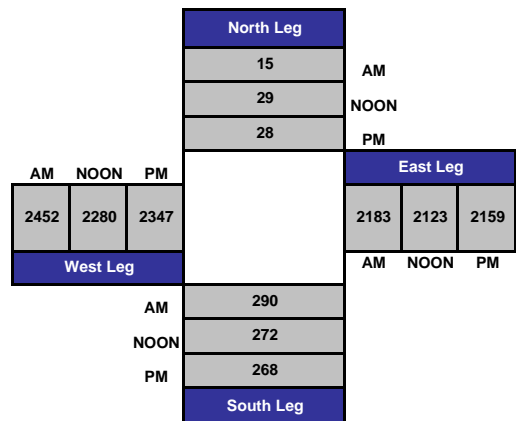 North Leg
15 AM
29 NOON
28 PM
AM NOON PM East Leg
2452 2280 2347 2183 2123 2159
West Leg AM NOON PM
AM 290
NOON 272
PM 268
South Leg